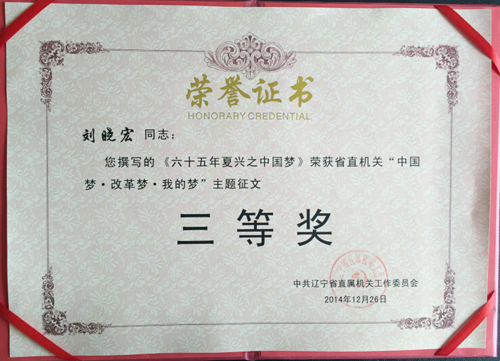 荣誉证书
HONORARY CREDENTIAL
刘晓宏 同志：
您撰写的《六十五年夏兴之中国梦》荣获省直机关“中国
梦·改革梦·我的梦”主题征文
三等奖
中共辽宁省直属机关工作委员会
2014年12月26日